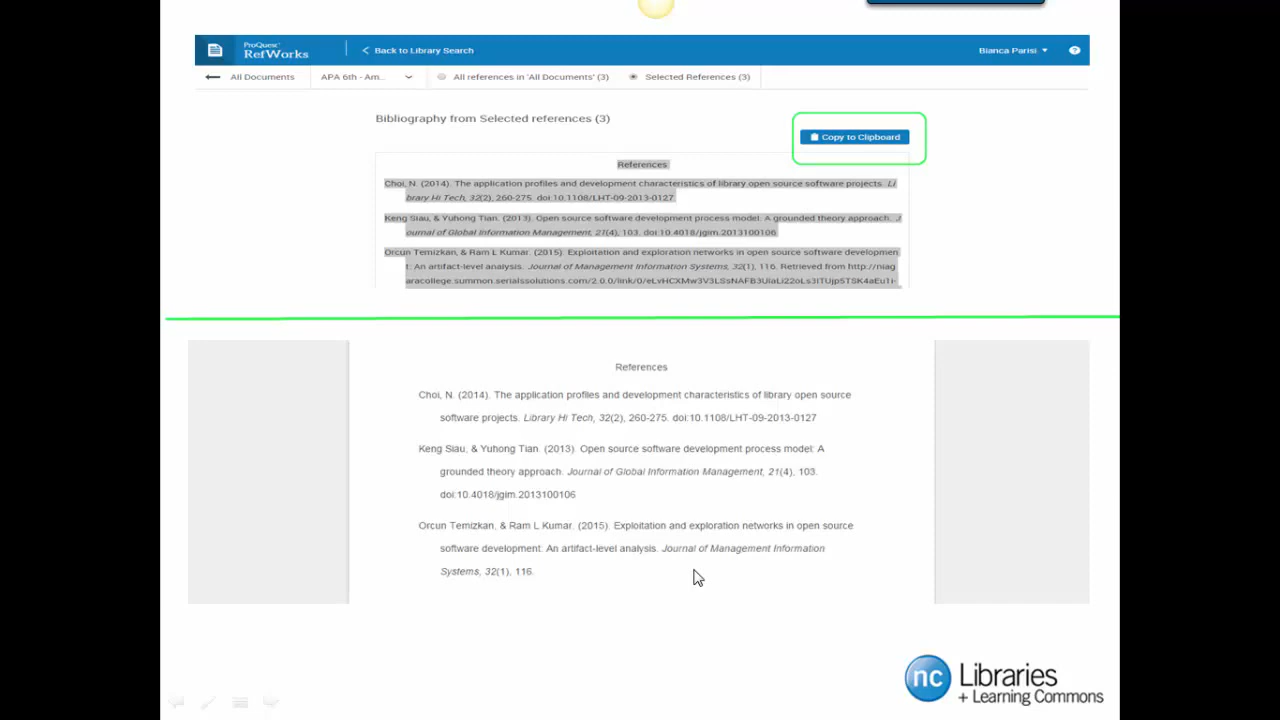 ProQuest
RefWorks
Back to Library Search
Bianca Parisi
All Documents
APA 6th - Am...
All references in 'All Documents' (3)
Selected References (3)
Bibliography from Selected references (3)
Copy to Clipboard
References
Choi, N. (2014). The application profiles and development characteristics of library open source software projects. Li
brary Hi Tech, 32(2), 260-275. doi:10.1108/LHT-09-2013-0127
Keng Siau, & Yuhong Tian. (2013). Open source software development process model: A grounded theory approach. J
ournal of Global Information Management, 21(4), 103. doi:10.4018/jgim.2013100106
Orcun Temizkan, & Ram L Kumar. (2015). Exploitation and exploration networks in open source software developmen
t: An artifact-level analysis. Journal of Management Information Systems, 32(1), 116. Retrieved from http://niag
References
Choi, N. (2014). The application profiles and development characteristics of library open source
software projects. Library Hi Tech, 32(2), 260-275. doi:10.1108/LHT-09-2013-0127
Keng Siau, & Yuhong Tian. (2013). Open source software development process model: A
grounded theory approach. Journal of Global Information Management, 21(4), 103.
doi:10.4018/jgim.2013100106
Orcun Temizkan, & Ram L Kumar. (2015). Exploitation and exploration networks in open source
software development: An artifact-level analysis. Journal of Management Information
Systems, 32(1), 116.
nc Libraries
+ Learning Commons